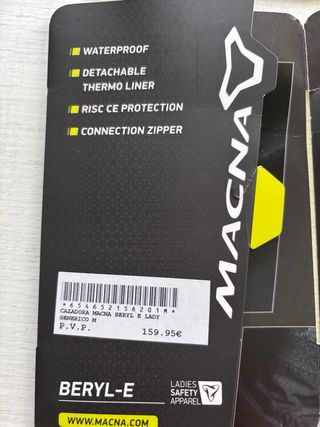 WATERPROOF
DETACHABLE
THERMO LINER
RISC CE PROTECTION
CONNECTION ZIPPER
MACNA
*654652156201M*
CAZADORA MACNA BERYL E LADY
GENERICO M
P.V.P. 159.95€
BERYL-E
LADIES
SAFETY
APPAREL
WWW.MACNA.COM